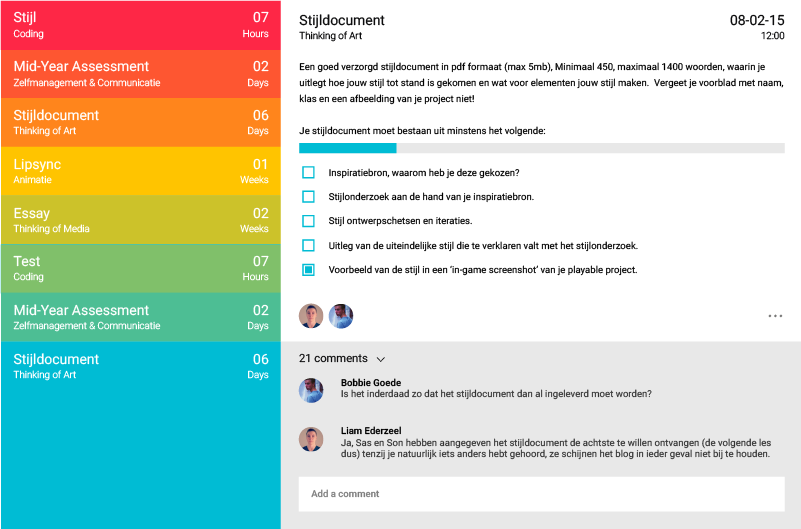 Stijl 07
Coding Hours
Mid-Year Assessment 02
Zelfmanagement & Communicatie Days
Stijldocument 06
Thinking of Art Days
Lipsync 01
Animatie Weeks
Essay 02
Thinking of Media Weeks
Test 07
Coding Hours
Mid-Year Assessment 02
Zelfmanagement & Communicatie Days
Stijldocument 06
Thinking of Art Days
Stijldocument 08-02-15
Thinking of Art 12:00
Een goed verzorgd stijldocument in pdf formaat (max 5mb), Minimaal 450, maximaal 1400 woorden, waarin je
uitlegt hoe jouw stijl tot stand is gekomen en wat voor elementen jouw stijl maken. Vergeet je voorblad met naam,
klas en een afbeelding van je project niet!
Je stijldocument moet bestaan uit minstens het volgende:
Inspiratiebron, waarom heb je deze gekozen?
Stijlonderzoek aan de hand van je inspiratiebron.
Stijl ontwerpschetsen en iteraties.
Uitleg van de uiteindelijke stijl die te verklaren valt met het stijlonderzoek.
Voorbeeld van de stijl in een ‘in-game screenshot’ van je playable project.
21 comments
Bobbie Goede
Is het inderdaad zo dat het stijldocument dan al ingeleverd moet worden?
Liam Ederzeel
Ja, Sas en Son hebben aangegeven het stijldocument de achtste te willen ontvangen (de volgende les
dus) tenzij je natuurlijk iets anders hebt gehoord, ze schijnen het blog in ieder geval niet bij te houden.
Add a comment